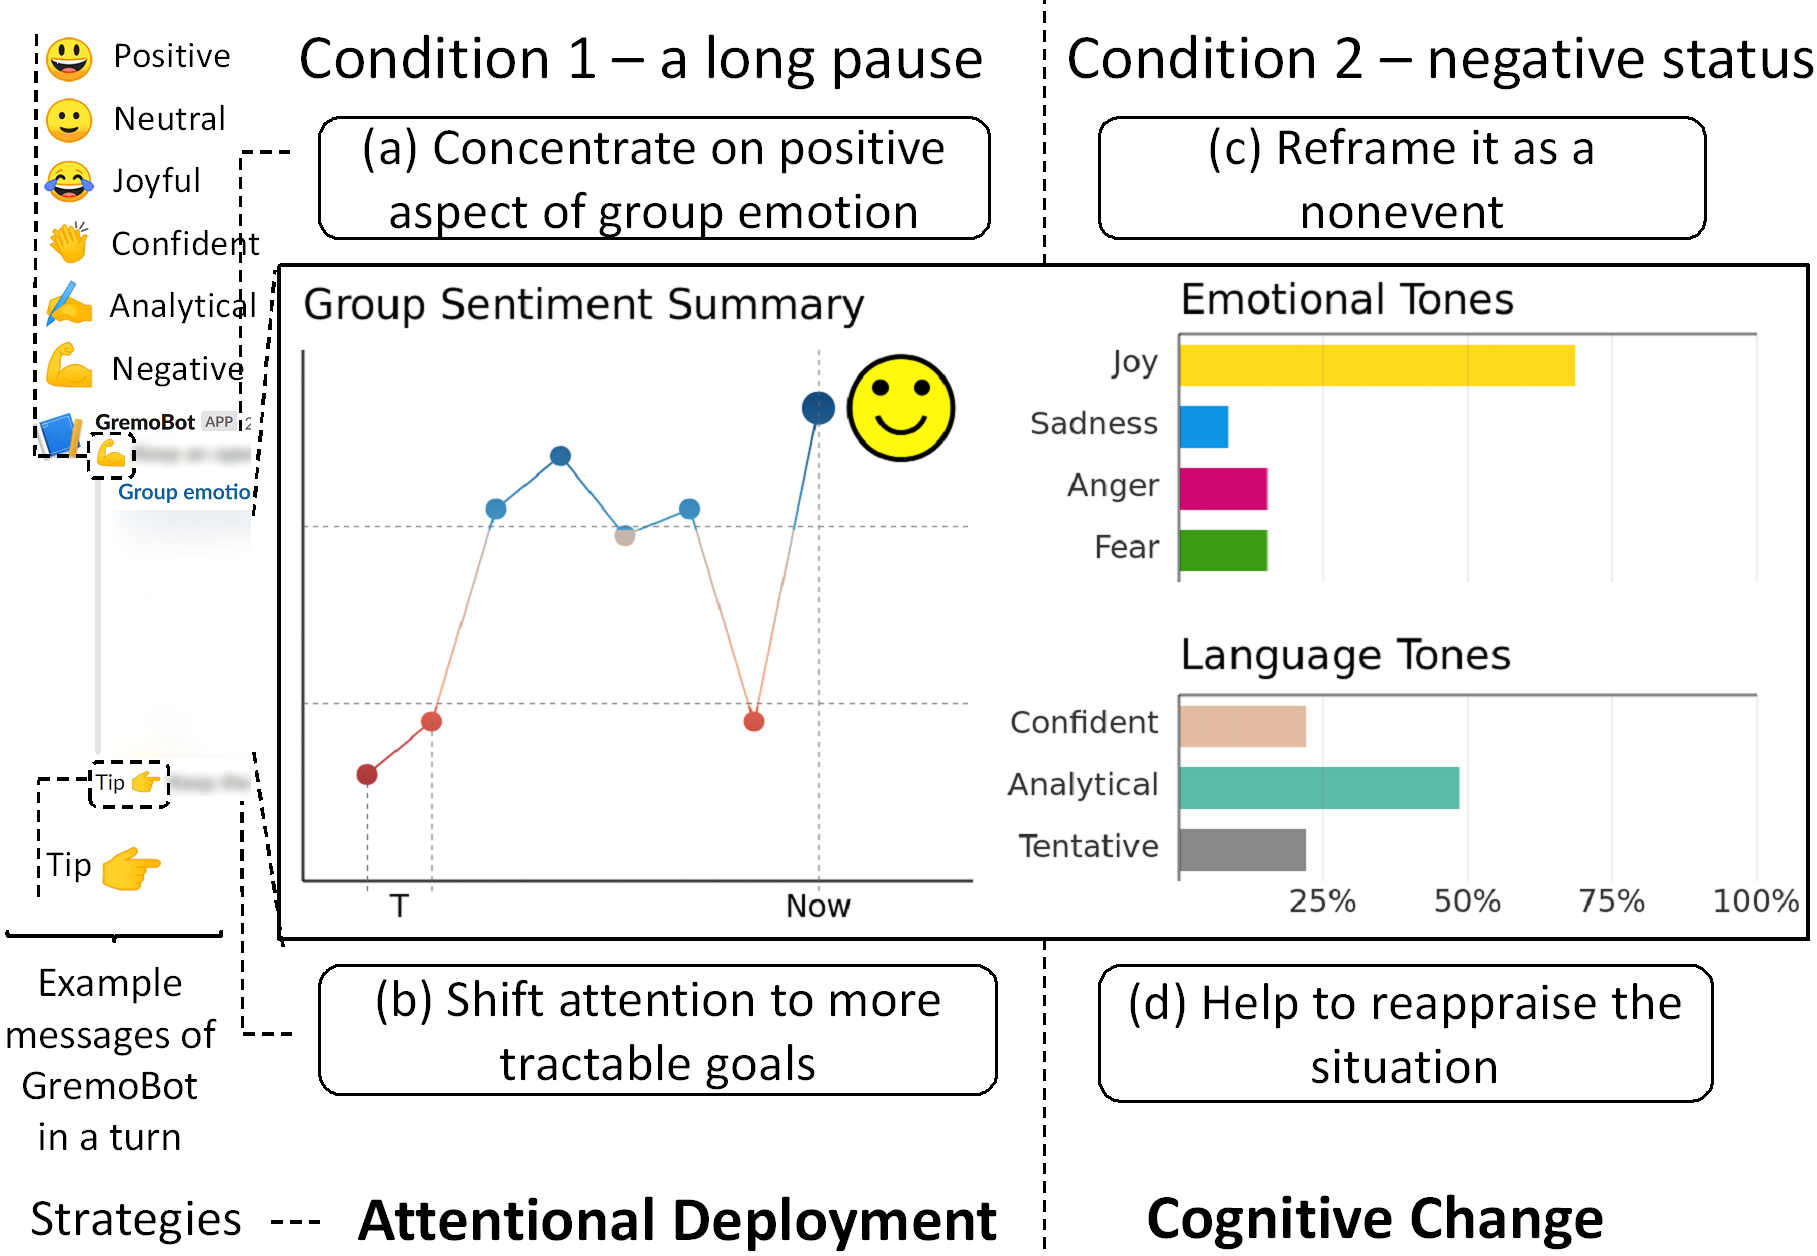 Positive
Neutral
Joyful
Confident
Analytical
Negative
GremoBot APP 2
Group emotio
Tip
Tip
Example
messages of
GremoBot
in a turn
Strategies
Condition 1 – a long pause
(a) Concentrate on positive
aspect of group emotion
Condition 2 – negative status
(c) Reframe it as a
nonevent
Group Sentiment Summary
T
Now
Emotional Tones
Joy
Sadness
Anger
Fear
Language Tones
Confident
Analytical
Tentative
25% 50% 75% 100%
(b) Shift attention to more
tractable goals
(d) Help to reappraise the
situation
Attentional Deployment
Cognitive Change